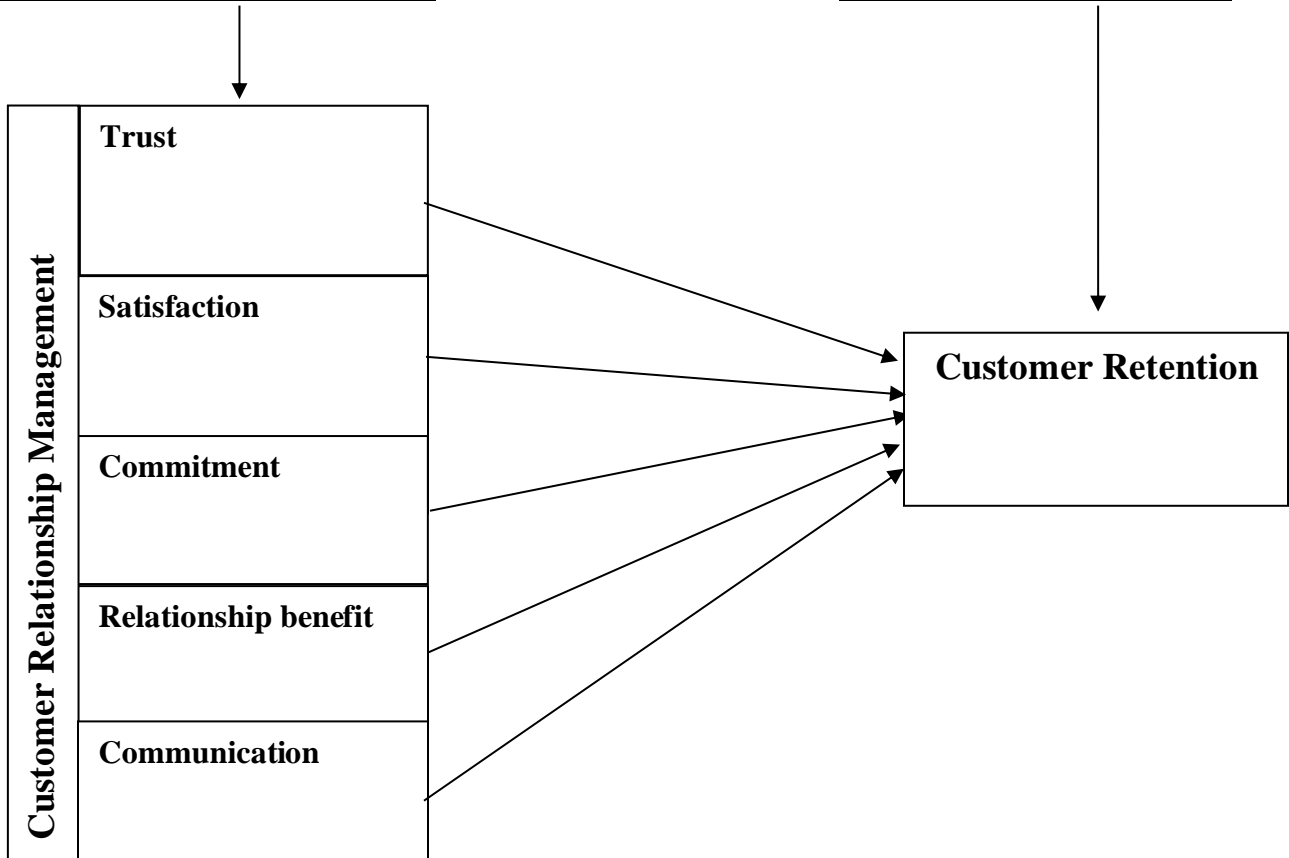 Customer Relationship Management
Trust
Satisfaction
Commitment
Relationship benefit
Communication
Customer Retention